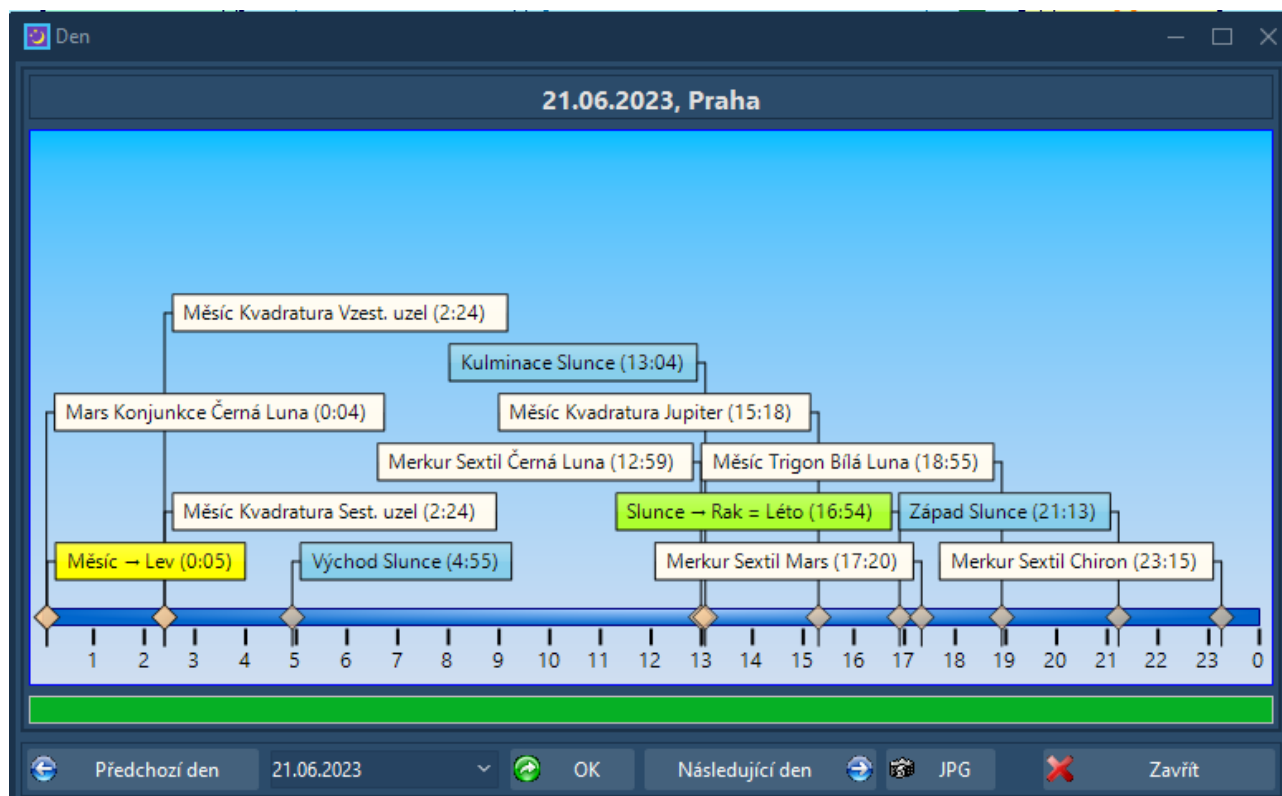 Den
21.06.2023, Praha
Měsíc Kvadratura Vzest. uzel (2:24)
Kulminace Slunce (13:04)
Mars Konjunkce Černá Luna (0:04)
Měsíc Kvadratura Jupiter (15:18)
Merkur Sextil Černá Luna (12:59)
Měsíc Trigon Bílá Luna (18:55)
Měsíc Kvadratura Sest. uzel (2:24)
Slunce → Rak = Léto (16:54)
Západ Slunce (21:13)
Měsíc → Lev (0:05)
Východ Slunce (4:55)
Merkur Sextil Mars (17:20)
Merkur Sextil Chiron (23:15)
1 2 3 4 5 6 7 8 9 10 11 12 13 14 15 16 17 18 19 20 21 22 23 0
Předchozí den 21.06.2023 OK Následující den JPG Zavřít